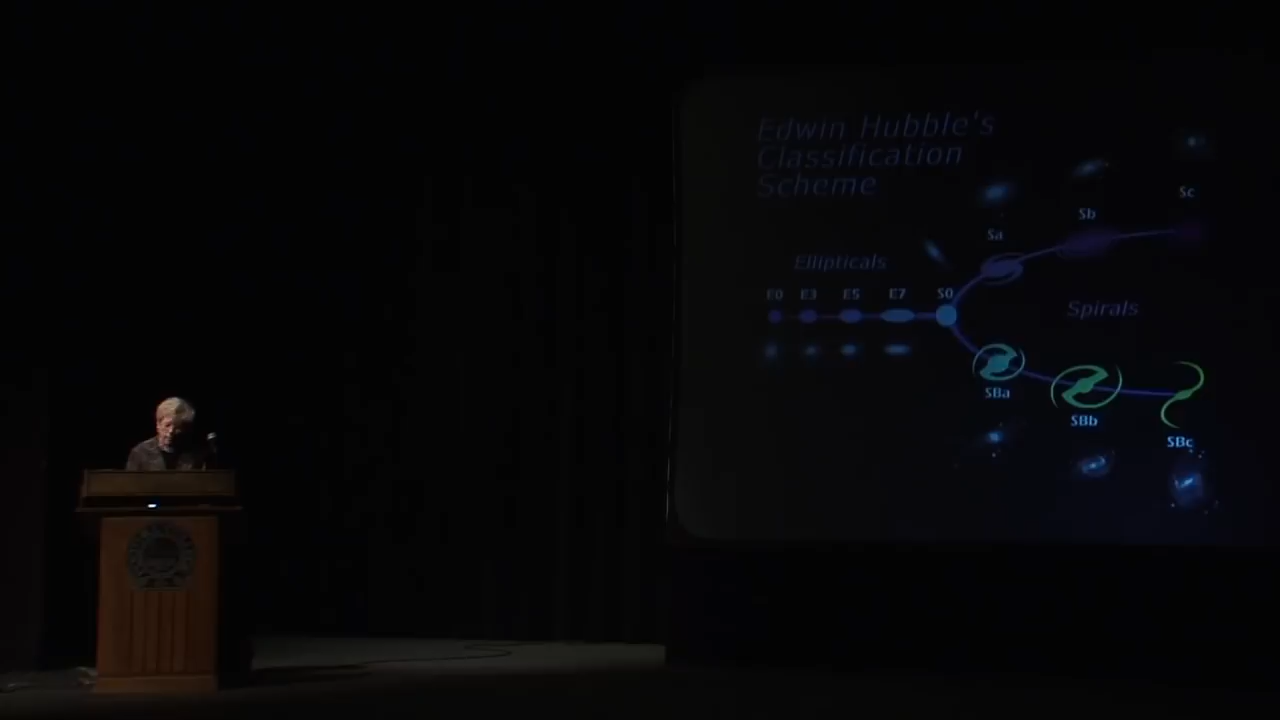 Edwin Hubble's
Classification
Scheme
Sc
Sb
Sa
Ellipticals
E0 E3 E5 E7 S0
Spirals
SBa
SBb
SBc